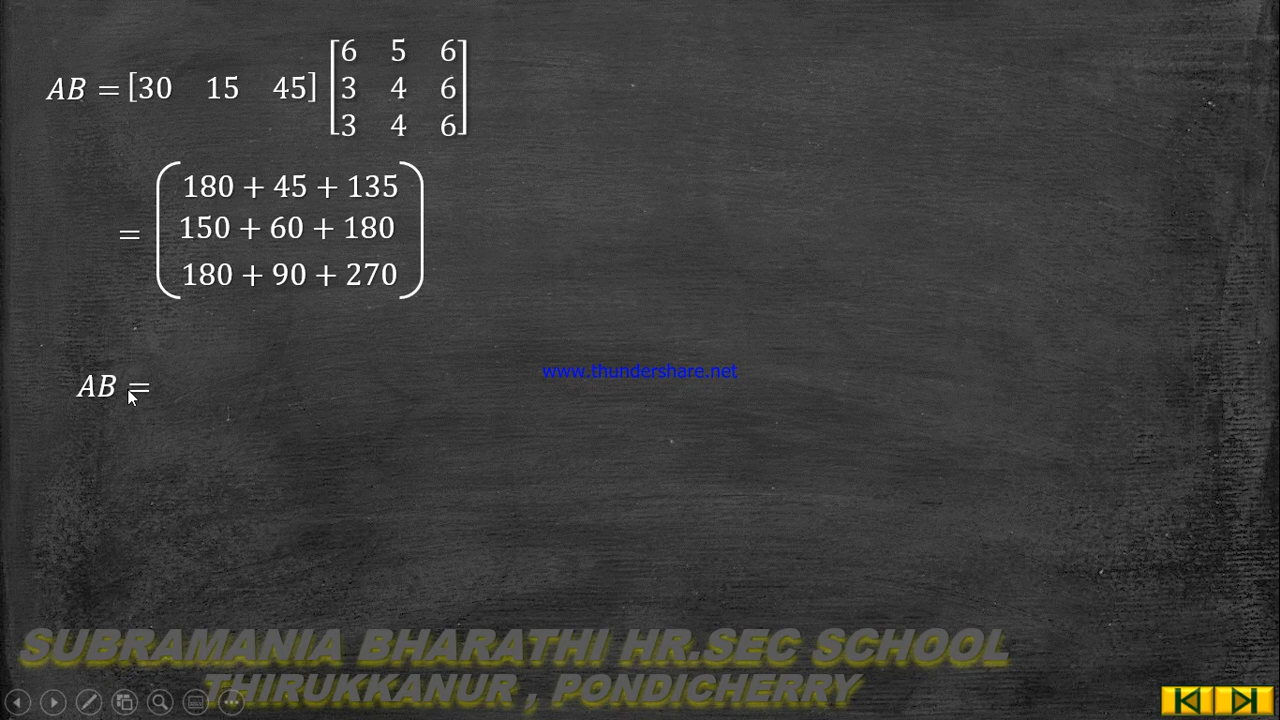 AB = [30 15 45] [6 5 6
3 4 6
3 4 6]
= (180 + 45 + 135
150 + 60 + 180
180 + 90 + 270)
www.thundershare.net
AB =
SUBRAMANIA BHARATHI HR.SEC SCHOOL
THIRUKKANUR , PONDICHERRY